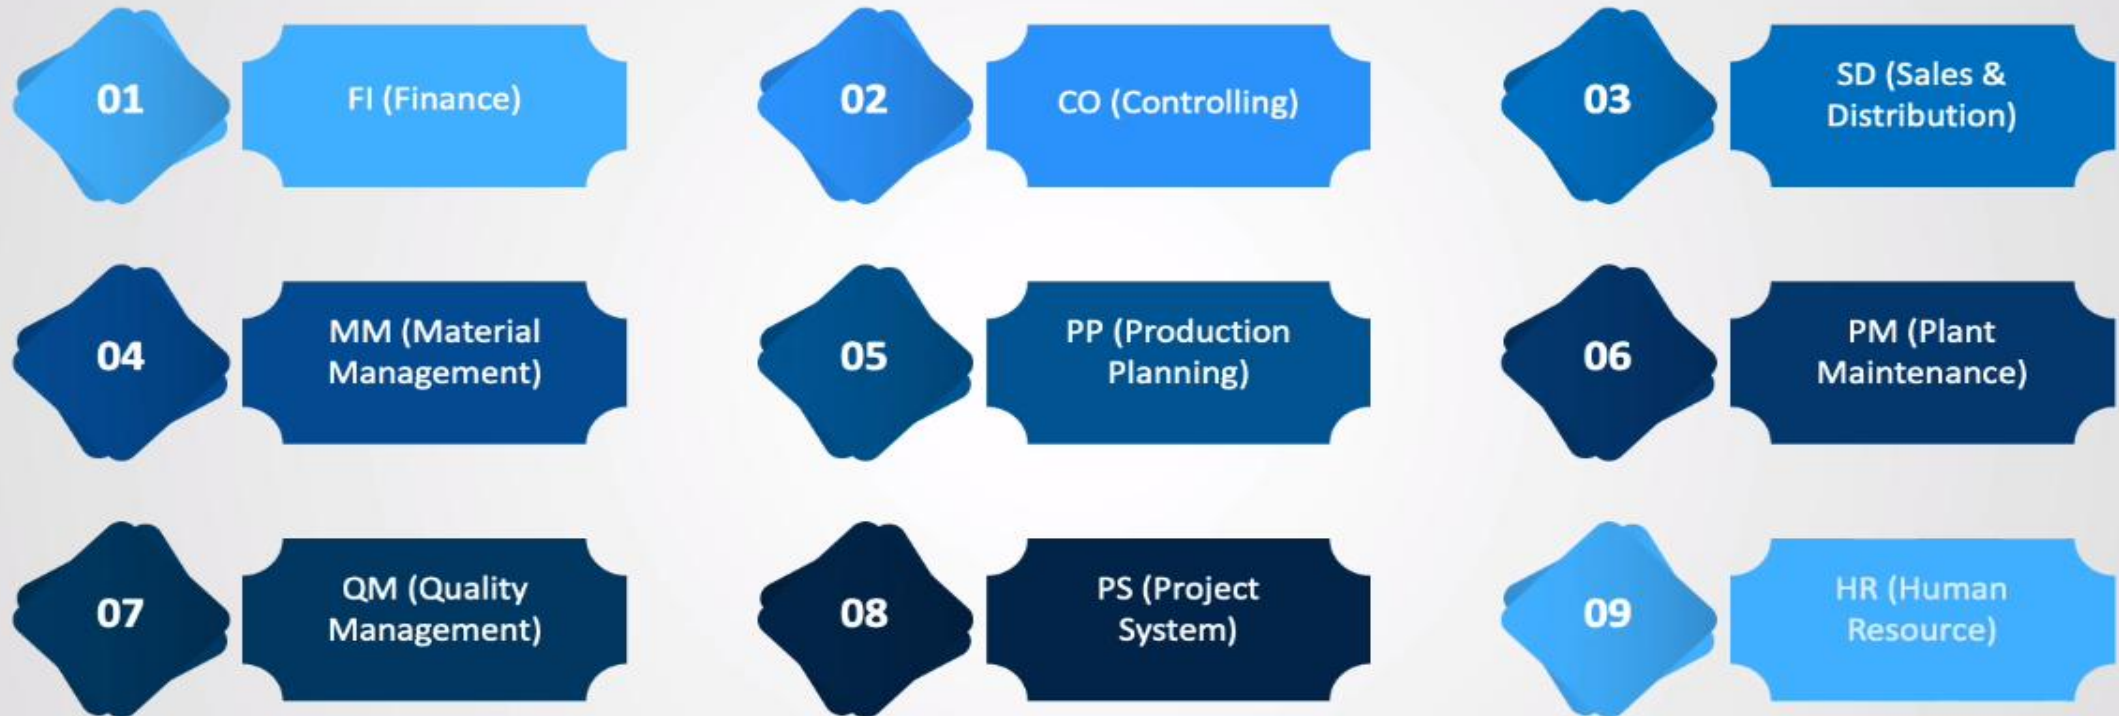 01
FI (Finance)
02
CO (Controlling)
03
SD (Sales &
Distribution)
04
MM (Material
Management)
05
PP (Production
Planning)
06
PM (Plant
Maintenance)
07
QM (Quality
Management)
08
PS (Project
System)
09
HR (Human
Resource)